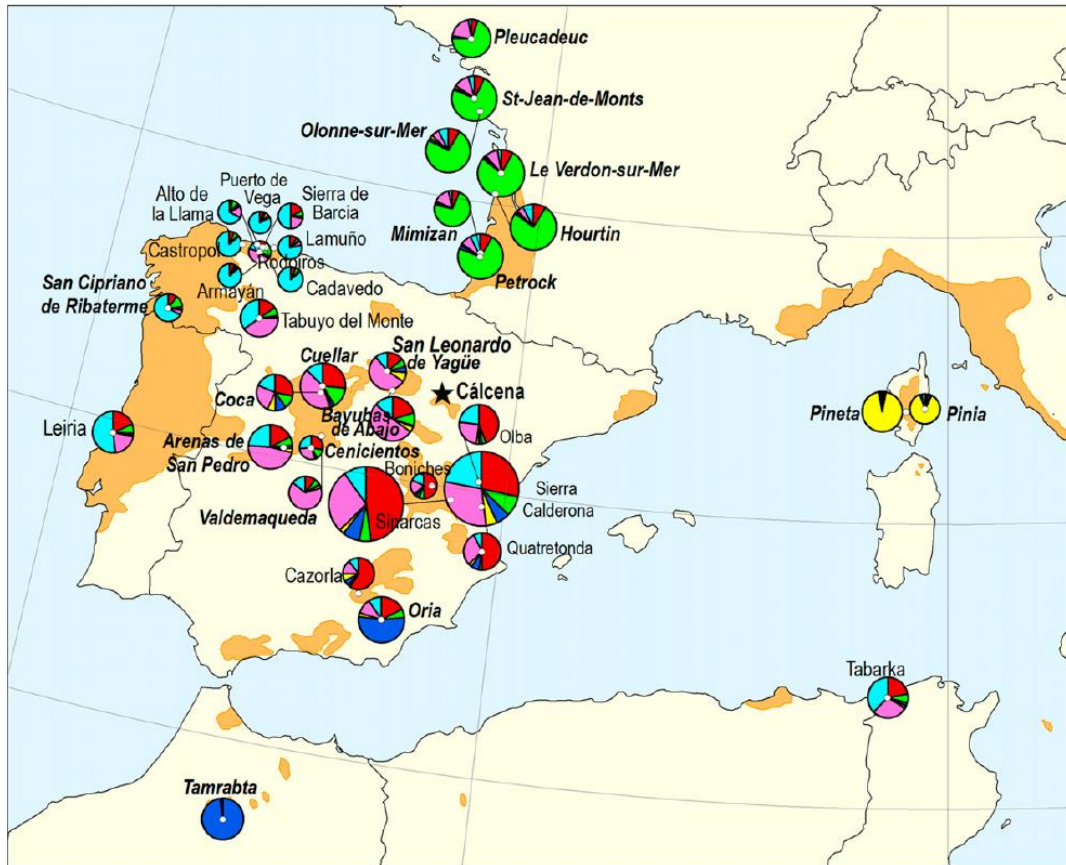 Pleucadeuc
St-Jean-de-Monts
Olonne-sur-Mer
Le Verdon-sur-Mer
Mimizan
Hourtin
Petrock
Alto de
la Llama
Puerto de
Vega
Sierra de
Barcia
Castropol
Lamuño
Rodoiros
Armayán
Cadavedo
San Cipriano
de Ribaterme
Tabuyo del Monte
Cuellar
San Leonardo
de Yagüe
Coca
Cálcena
Bayubas
de Abajo
Olba
Leiria
Arenas de
San Pedro
Cenicientos
Boniches
Valdemaqueda
Sinarcas
Sierra
Calderona
Quatretonda
Cazorla
Oria
Pineta
Pinia
Tabarka
Tamrabta